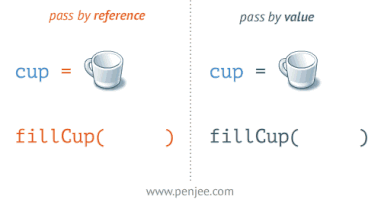 pass by reference
cup =
fillCup( )
pass by value
cup =
fillCup( )
www.penjee.com